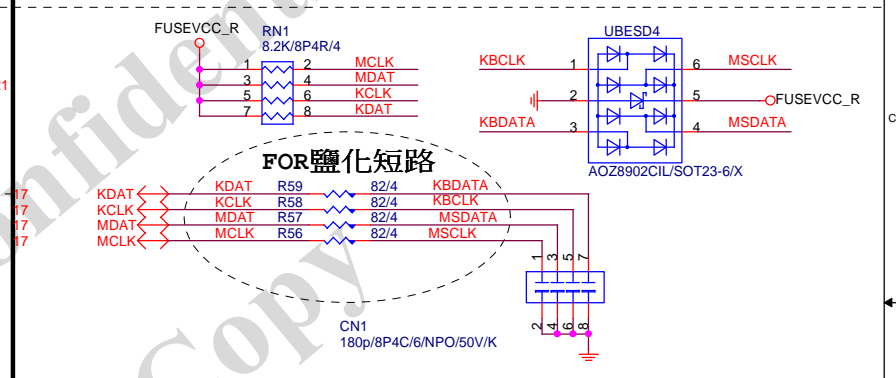 FUSEVCC_R
RN1
8.2K/8P4R/4
1 2 MCLK
3 4 MDAT
5 6 KCLK
7 8 KDAT
UBESD4
KBCLK 1 6 MSCLK
2 5 FUSEVCC_R
KBDATA 3 4 MSDATA
AOZ8902CIL/SOT23-6/X
C
FOR鹽化短路
17 KDAT KDAT R59 82/4 KBDATA
17 KCLK KCLK R58 82/4 KBCLK
17 MDAT MDAT R57 82/4 MSDATA
17 MCLK MCLK R56 82/4 MSCLK
1 3 5 7
2 4 6 8
CN1
180p/8P4C/6/NPO/50V/K
Copy